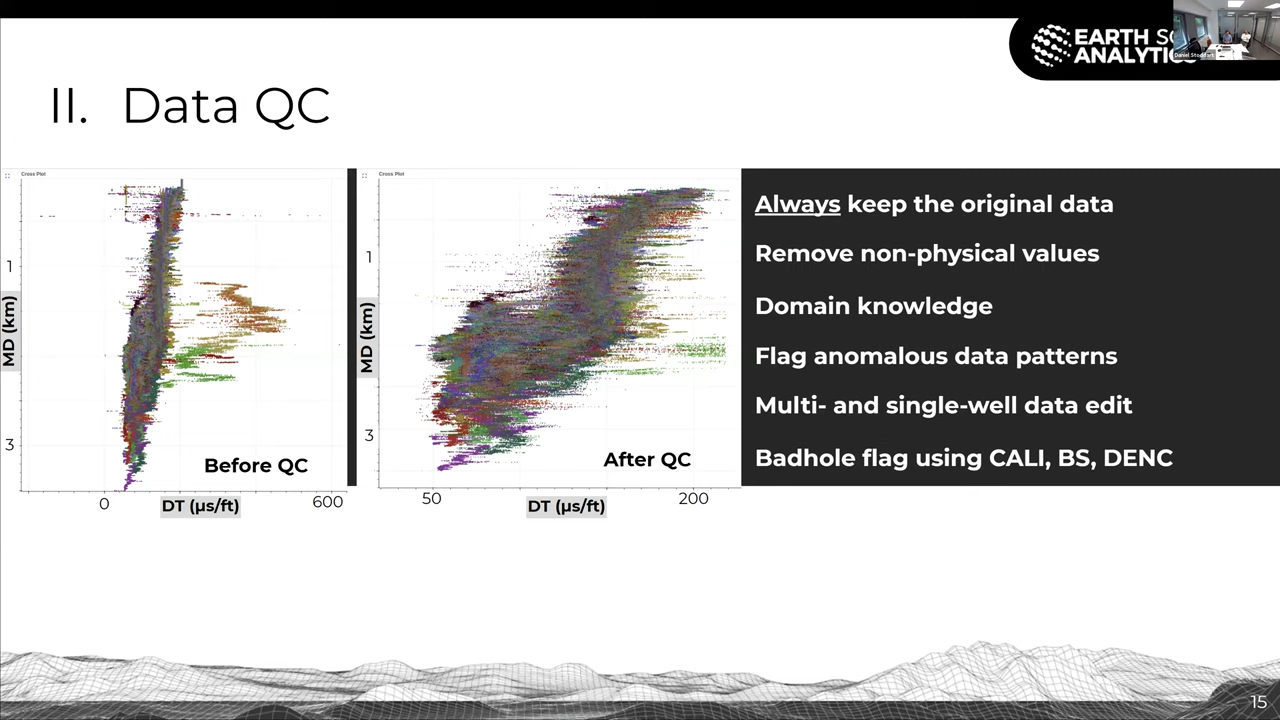 EARTH SC
ANALYTICS
II. Data QC
Cross Plot
1
MD (km)
3
Before QC
0
DT (µs/ft)
600
Cross Plot
1
MD (km)
3
After QC
50
DT (µs/ft)
200
Always keep the original data
Remove non-physical values
Domain knowledge
Flag anomalous data patterns
Multi- and single-well data edit
Badhole flag using CALI, BS, DENC
15